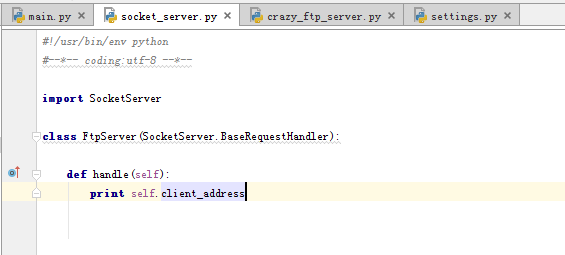 main.py × socket_server.py × crazy_ftp_server.py × settings.py ×
#!/usr/bin/env python
#--*-- coding:utf-8 --*--
import SocketServer
class FtpServer(SocketServer.BaseRequestHandler):
def handle(self):
print self.client_address